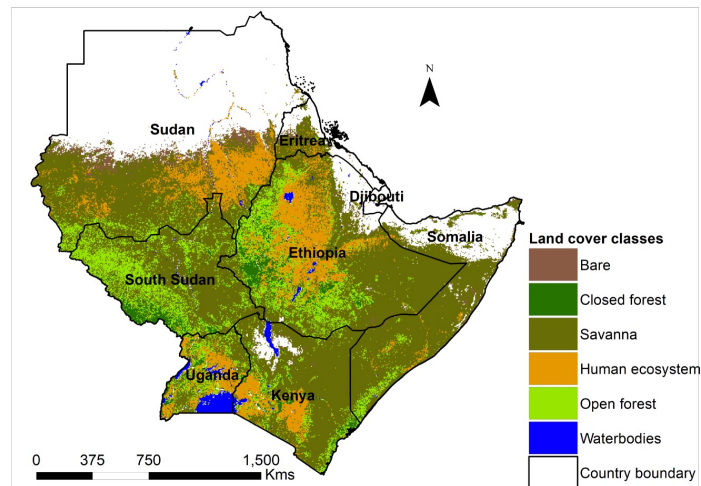 N
Sudan
Eritrea
Djibouti
Somalia
Ethiopia
South Sudan
Uganda
Kenya
Land cover classes
Bare
Closed forest
Savanna
Human ecosystem
Open forest
Waterbodies
Country boundary
0 375 750 1,500
Kms